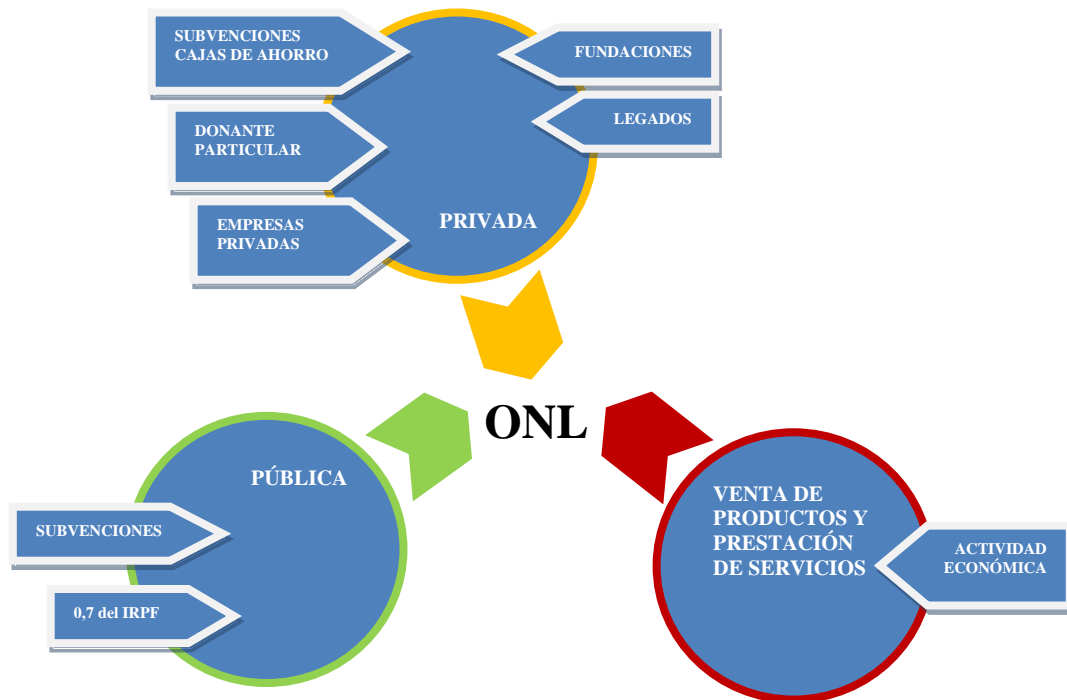 SUBVENCIONES
CAJAS DE AHORRO
FUNDACIONES
LEGADOS
DONANTE
PARTICULAR
PRIVADA
EMPRESAS
PRIVADAS
ONL
PÚBLICA
SUBVENCIONES
0,7 del IRPF
VENTA DE
PRODUCTOS Y
PRESTACIÓN
DE SERVICIOS
ACTIVIDAD
ECONÓMICA